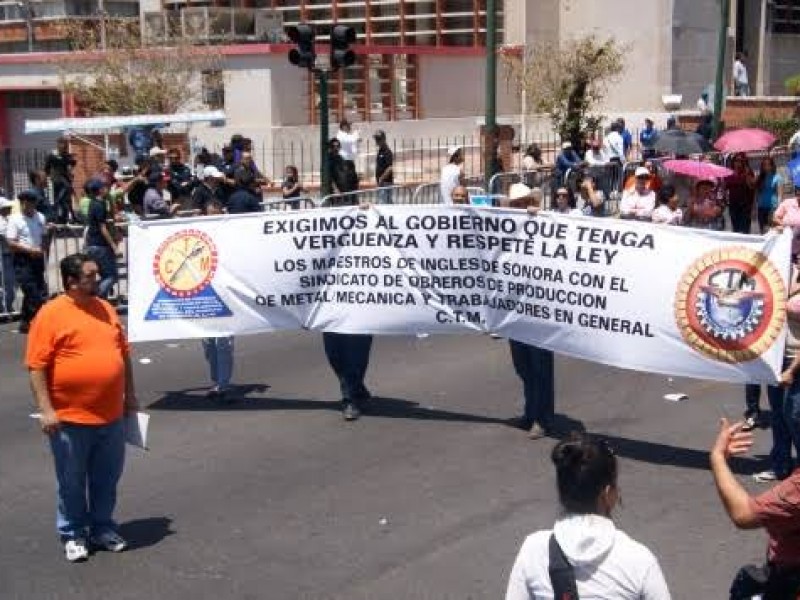 EXIGIMOS AL GOBIERNO QUE TENGA
VERGUENZA Y RESPETE LA LEY
LOS MAESTROS DE INGLES DE SONORA CON EL
SINDICATO DE OBREROS DE PRODUCCION
DE METAL/MECANICA Y TRABAJADORES EN GENERAL
C.T.M.
CTM